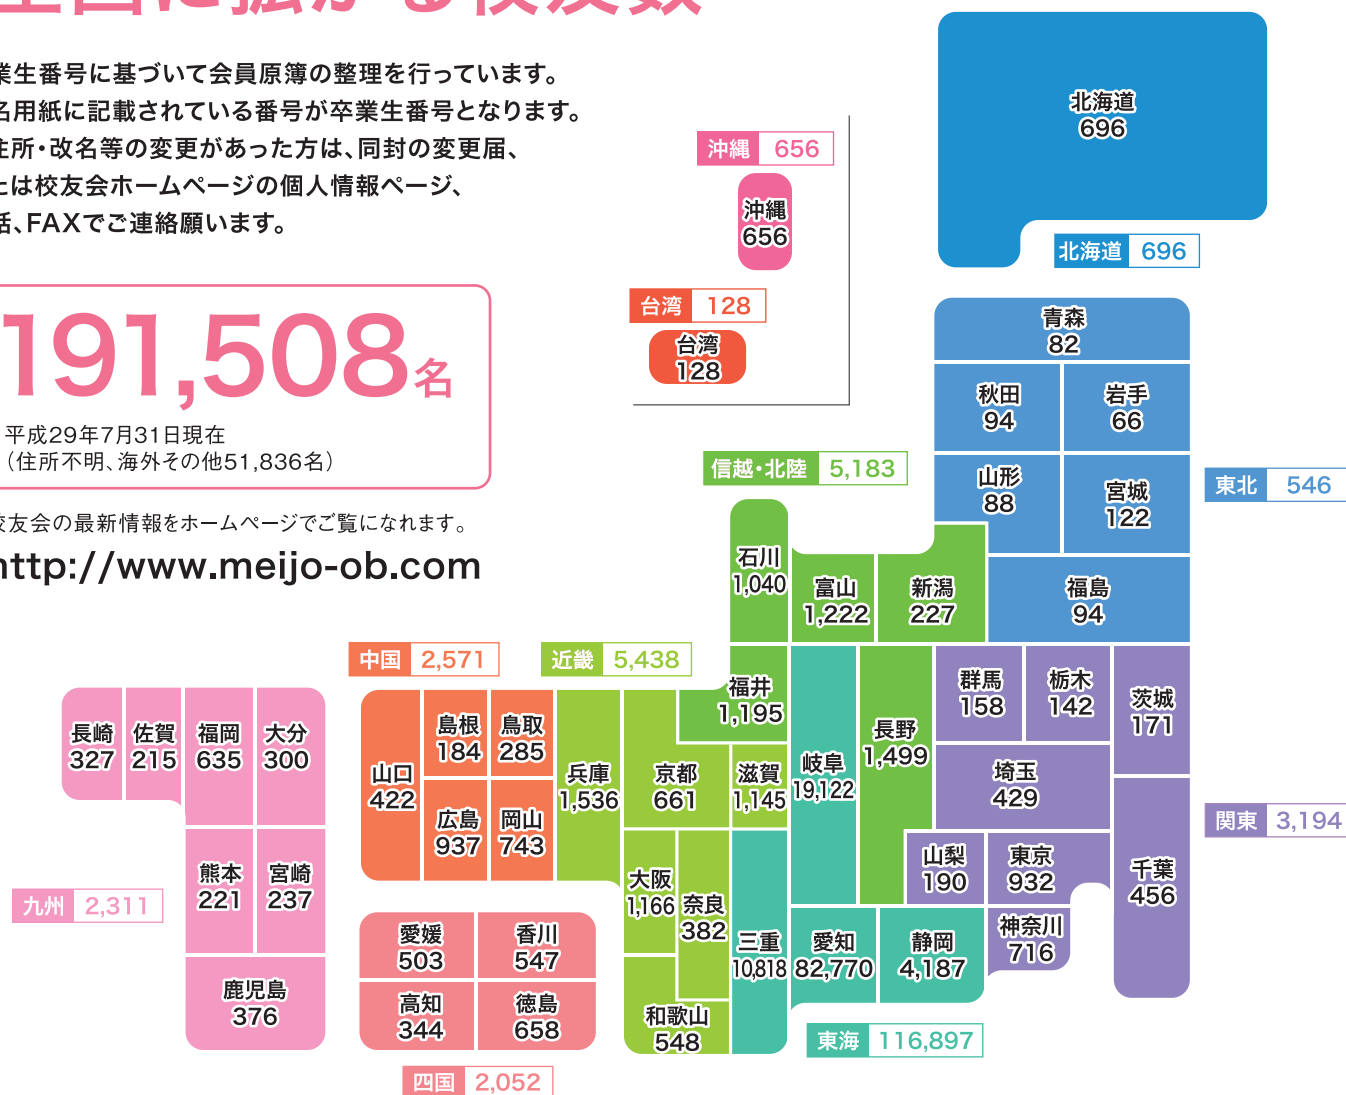 全国に拡がる校友数
業生番号に基づいて会員原簿の整理を行っています。
名用紙に記載されている番号が卒業生番号となります。
住所・改名等の変更があった方は、同封の変更届、
たは校友会ホームページの個人情報ページ、
話、FAXでご連絡願います。
191,508名
平成29年7月31日現在
（住所不明、海外その他51,836名）
校友会の最新情報をホームページでご覧になれます。
http://www.meijo-ob.com
沖縄 656
沖縄
656
台湾 128
台湾
128
北海道
696
北海道 696
青森
82
秋田
94
岩手
66
山形
88
宮城
122
福島
94
東北 546
信越・北陸 5,183
石川
1,040
富山
1,222
新潟
227
福井
1,195
長野
1,499
群馬
158
栃木
142
茨城
171
埼玉
429
山梨
190
東京
932
千葉
456
神奈川
716
関東 3,194
岐阜
19,122
三重
10,818
愛知
82,770
静岡
4,187
東海 116,897
近畿 5,438
兵庫
1,536
京都
661
滋賀
1,145
大阪
1,166
奈良
382
和歌山
548
中国 2,571
山口
422
島根
184
鳥取
285
広島
937
岡山
743
愛媛
503
香川
547
高知
344
徳島
658
四国 2,052
長崎
327
佐賀
215
福岡
635
大分
300
熊本
221
宮崎
237
鹿児島
376
九州 2,311